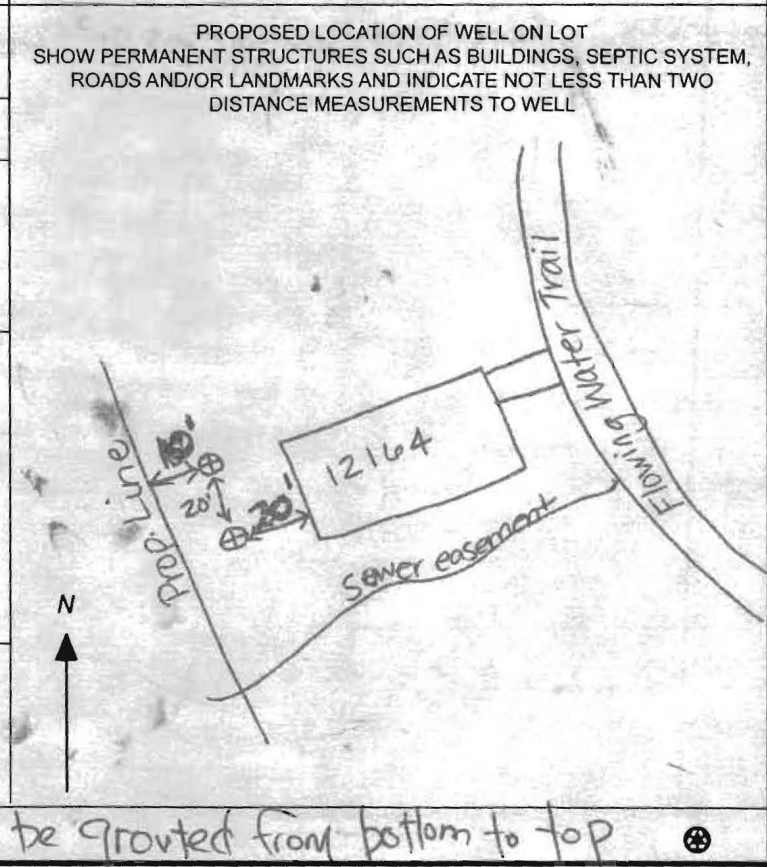 PROPOSED LOCATION OF WELL ON LOT
SHOW PERMANENT STRUCTURES SUCH AS BUILDINGS, SEPTIC SYSTEM,
ROADS AND/OR LANDMARKS AND INDICATE NOT LESS THAN TWO
DISTANCE MEASUREMENTS TO WELL
Flowing Water Trail
12164
20'
20'
Prop. Line
Sewer easement
N
be grouted from bottom to top